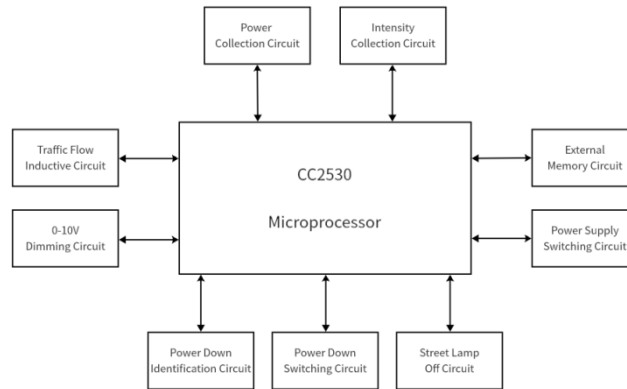 Power
Collection Circuit
Intensity
Collection Circuit
Traffic Flow
Inductive Circuit
CC2530
Microprocessor
External
Memory Circuit
0-10V
Dimming Circuit
Power Supply
Switching Circuit
Power Down
Identification Circuit
Power Down
Switching Circuit
Street Lamp
Off Circuit